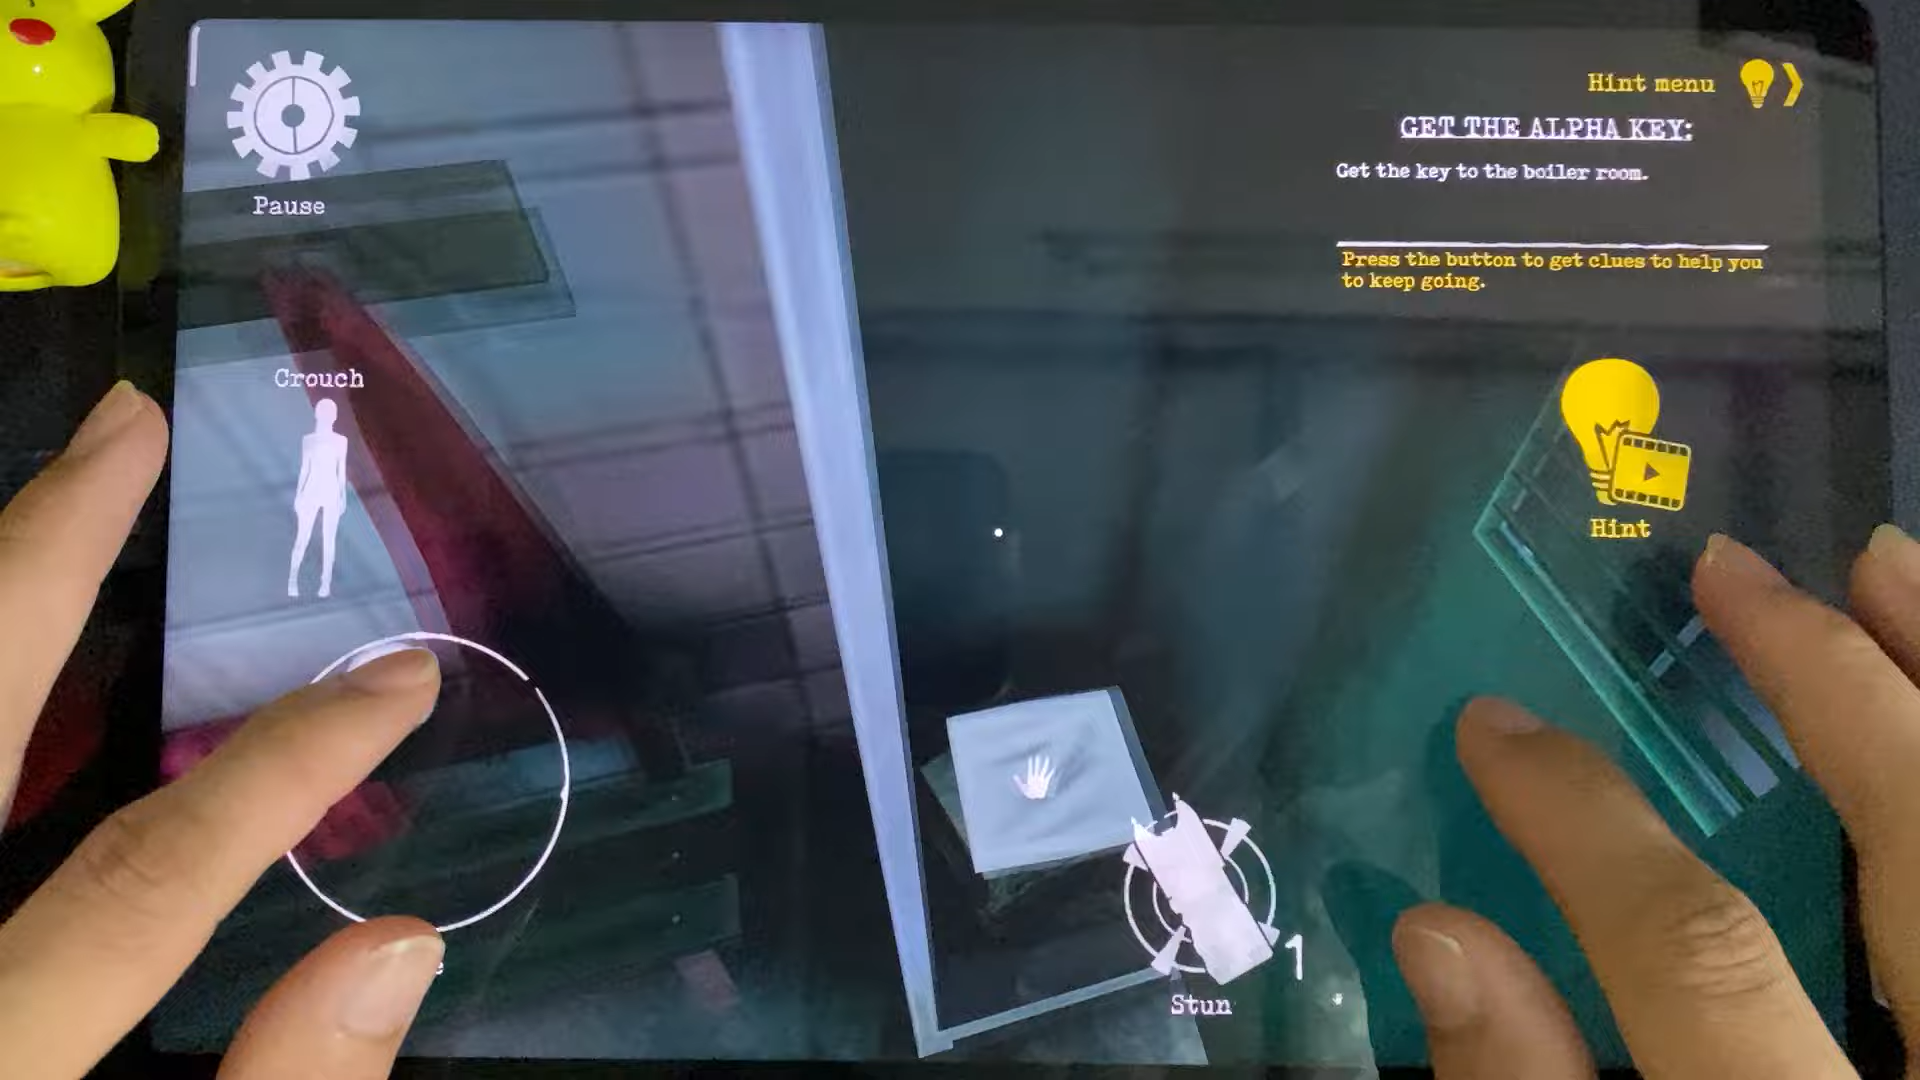 Hint menu
GET THE ALPHA KEY:
Get the key to the boiler room.
Press the button to get clues to help you
to keep going.
Pause
Crouch
Hint
1
Stun